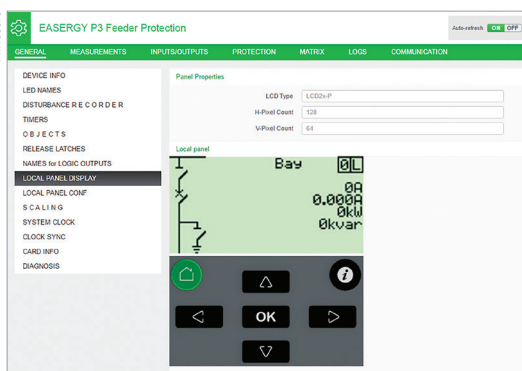 EASERGY P3 Feeder Protection
Auto-refresh ON OFF
GENERAL MEASUREMENTS INPUTS/OUTPUTS PROTECTION MATRIX LOGS COMMUNICATION
DEVICE INFO
LED NAMES
DISTURBANCE RECORDER
TIMERS
OBJECTS
RELEASE LATCHES
NAMES for LOGIC OUTPUTS
LOCAL PANEL DISPLAY
LOCAL PANEL CONF
SCALING
SYSTEM CLOCK
CLOCK SYNC
CARD INFO
DIAGNOSIS
Panel Properties
LCD Type LCD2x-P
H-Pixel Count 128
V-Pixel Count 64
Local panel
Bay 0 L
0A
0.000A
0kW
0kvar
i
OK